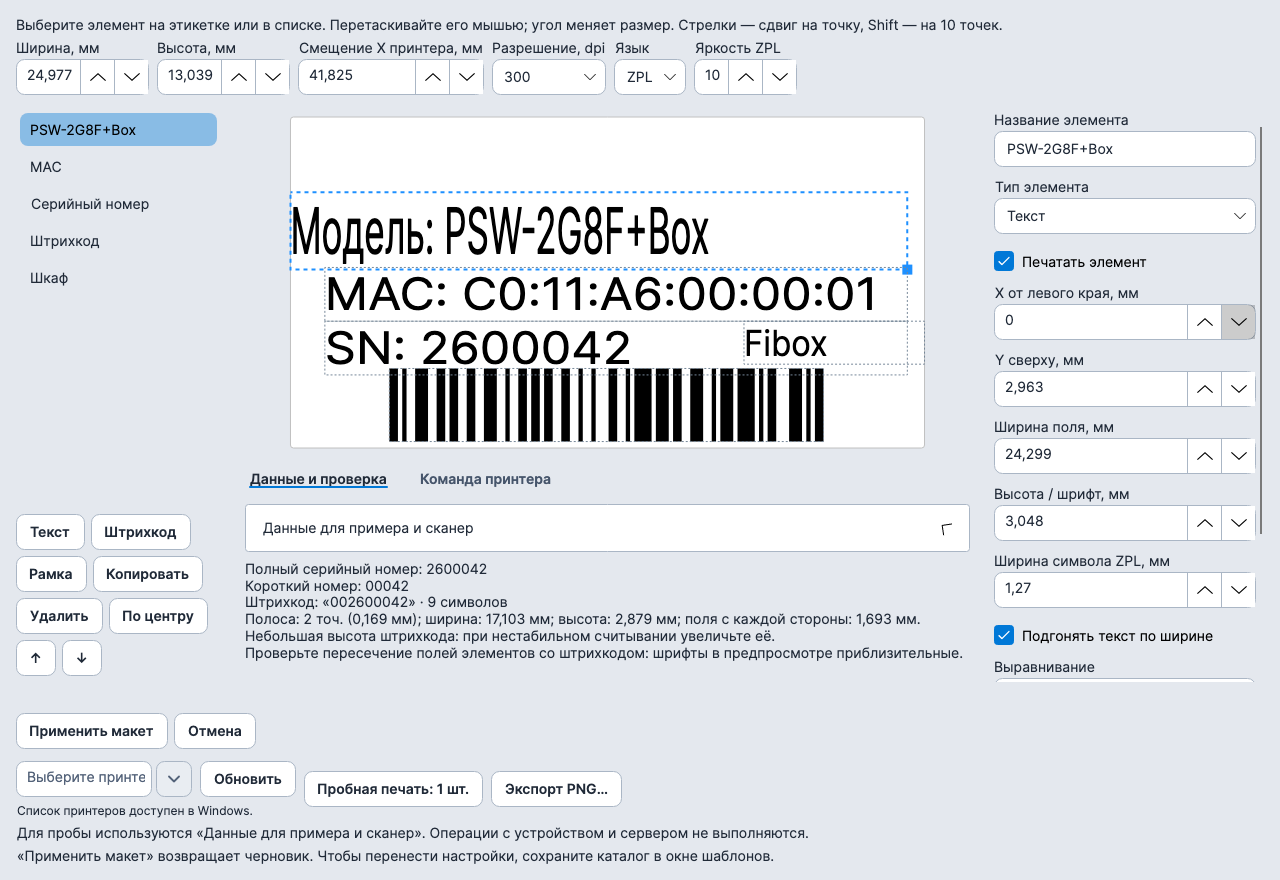 Выберите элемент на этикетке или в списке. Перетаскивайте его мышью; угол меняет размер. Стрелки — сдвиг на точку, Shift — на 10 точек.
Ширина, мм Высота, мм Смещение X принтера, мм Разрешение, dpi Язык Яркость ZPL
24,977 13,039 41,825 300 ZPL 10
PSW-2G8F+Box
MAC
Серийный номер
Штрихкод
Шкаф
Модель: PSW-2G8F+Box
MAC: C0:11:A6:00:00:01
SN: 2600042 Fibox
Название элемента
PSW-2G8F+Box
Тип элемента
Текст
Печатать элемент
X от левого края, мм
0
Y сверху, мм
2,963
Ширина поля, мм
24,299
Высота / шрифт, мм
3,048
Ширина символа ZPL, мм
1,27
Подгонять текст по ширине
Выравнивание
Данные и проверка Команда принтера
Данные для примера и сканер
Полный серийный номер: 2600042
Короткий номер: 00042
Штрихкод: «002600042» · 9 символов
Полоса: 2 точ. (0,169 мм); ширина: 17,103 мм; высота: 2,879 мм; поля с каждой стороны: 1,693 мм.
Небольшая высота штрихкода: при нестабильном считывании увеличьте её.
Проверьте пересечение полей элементов со штрихкодом: шрифты в предпросмотре приблизительные.
Текст Штрихкод
Рамка Копировать
Удалить По центру
↑ ↓
Применить макет Отмена
Выберите принте Обновить Пробная печать: 1 шт. Экспорт PNG...
Список принтеров доступен в Windows.
Для пробы используются «Данные для примера и сканер». Операции с устройством и сервером не выполняются.
«Применить макет» возвращает черновик. Чтобы перенести настройки, сохраните каталог в окне шаблонов.